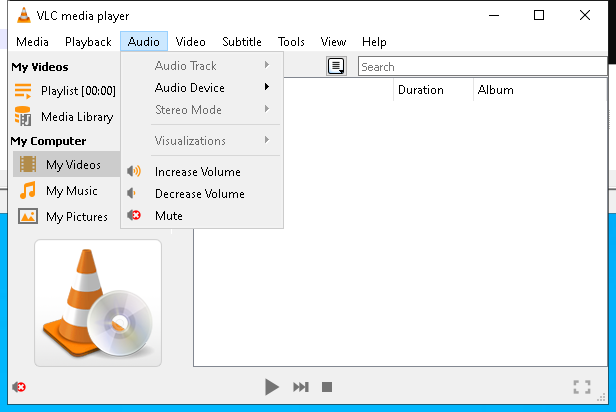 VLC media player
Media Playback Audio Video Subtitle Tools View Help
My Videos
Playlist [00:00]
Media Library
My Computer
My Videos
My Music
My Pictures
Audio Track
Audio Device
Stereo Mode
Visualizations
Increase Volume
Decrease Volume
Mute
Search
Duration Album